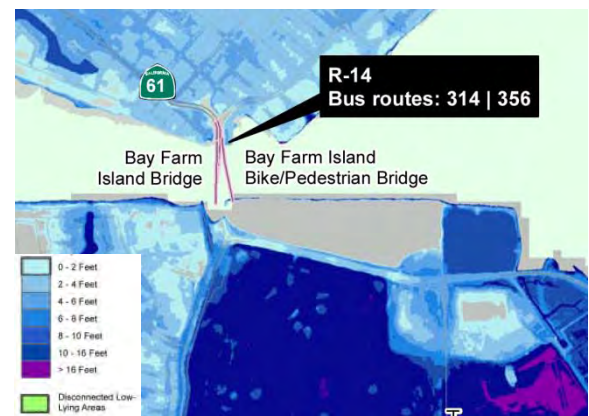 CALIFORNIA
61
R-14
Bus routes: 314 | 356
Bay Farm
Island Bridge
Bay Farm Island
Bike/Pedestrian Bridge
0 - 2 Feet
2 - 4 Feet
4 - 6 Feet
6 - 8 Feet
8 - 10 Feet
10 - 16 Feet
> 16 Feet
Disconnected Low-
Lying Areas